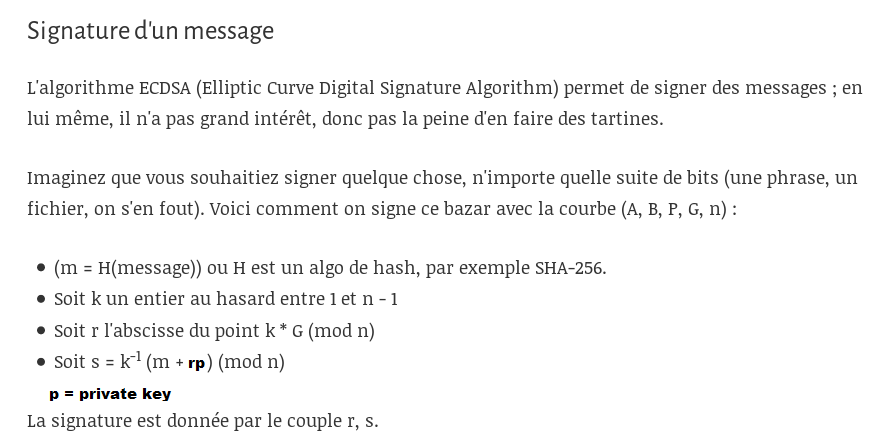 Signature d'un message
L'algorithme ECDSA (Elliptic Curve Digital Signature Algorithm) permet de signer des messages ; en
lui même, il n'a pas grand intérêt, donc pas la peine d'en faire des tartines.
Imaginez que vous souhaitiez signer quelque chose, n'importe quelle suite de bits (une phrase, un
fichier, on s'en fout). Voici comment on signe ce bazar avec la courbe (A, B, P, G, n) :
• (m = H(message)) ou H est un algo de hash, par exemple SHA-256.
• Soit k un entier au hasard entre 1 et n - 1
• Soit r l'abscisse du point k * G (mod n)
• Soit s = k⁻¹ (m + rp) (mod n)
p = private key
La signature est donnée par le couple r, s.